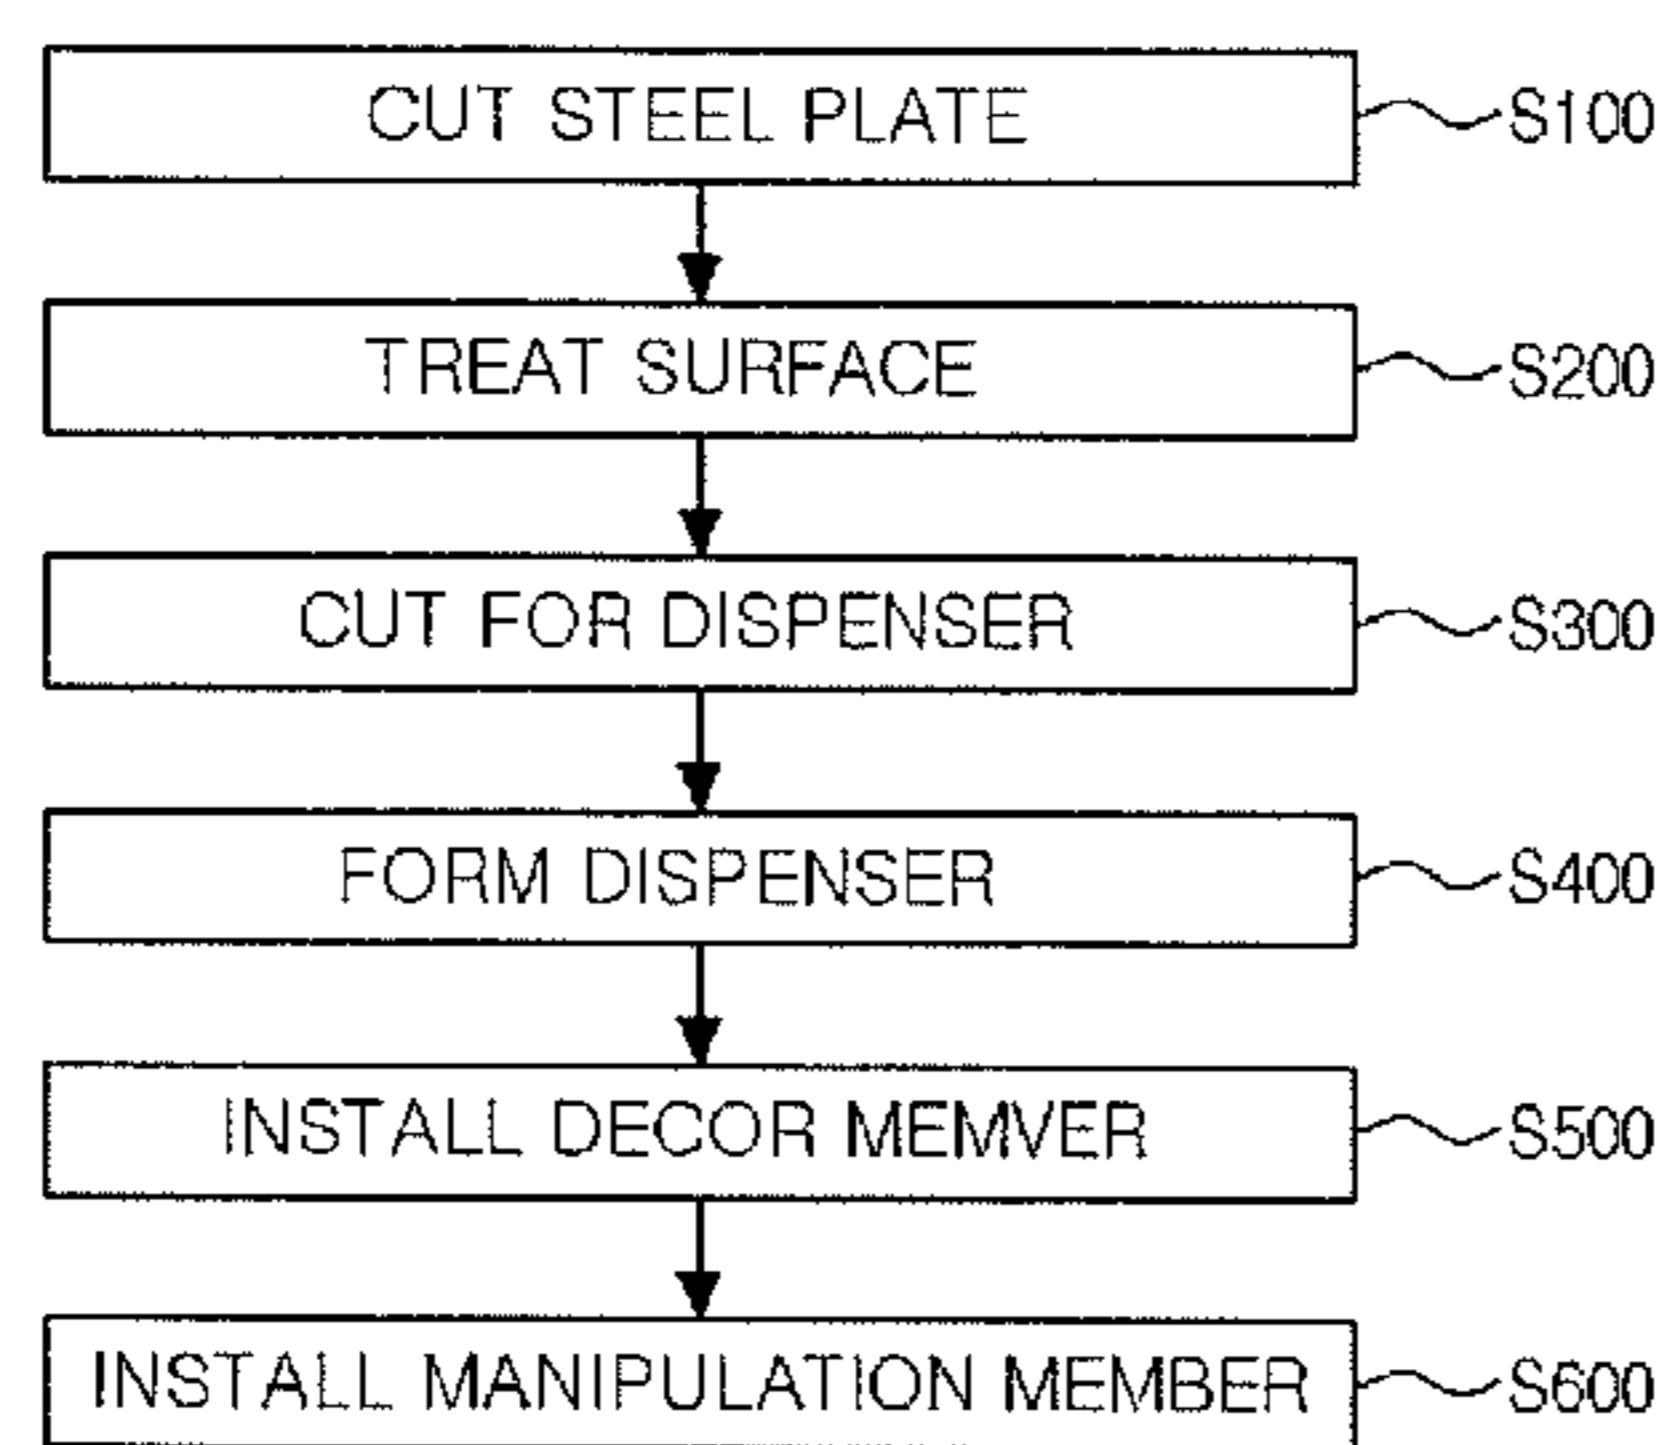 CUT STEEL PLATE S100
TREAT SURFACE S200
CUT FOR DISPENSER S300
FORM DISPENSER S400
INSTALL DECOR MEMVER S500
INSTALL MANIPULATION MEMBER S600